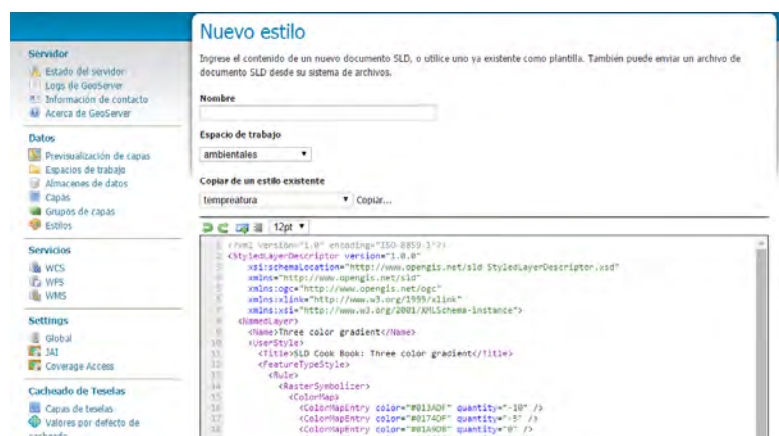 Nuevo estilo
Ingrese el contenido de un nuevo documento SLD, o utilice uno ya existente como plantilla. También puede enviar un archivo de
documento SLD desde su sistema de archivos.
Nombre
Espacio de trabajo
ambientales
Copiar de un estilo existente
tempreatura Copiar...
12pt
Servidor
Estado del servidor
Logs de GeoServer
Información de contacto
Acerca de GeoServer
Datos
Previsualización de capas
Espacios de trabajo
Almacenes de datos
Capas
Grupos de capas
Estilos
Servicios
WCS
WFS
WMS
Settings
Global
JAI
Coverage Access
Cacheado de Teselas
Capas de teselas
Valores por defecto de
cacheado
1 <?xml version="1.0" encoding="ISO-8859-1"?>
2 <StyledLayerDescriptor version="1.0.0"
3 xsi:schemaLocation="http://www.opengis.net/sld StyledLayerDescriptor.xsd"
4 xmlns="http://www.opengis.net/sld"
5 xmlns:ogc="http://www.opengis.net/ogc"
6 xmlns:xlink="http://www.w3.org/1999/xlink"
7 xmlns:xsi="http://www.w3.org/2001/XMLSchema-instance">
8 <NamedLayer>
9 <Name>Three color gradient</Name>
10 <UserStyle>
11 <Title>SLD Cook Book: Three color gradient</Title>
12 <FeatureTypeStyle>
13 <Rule>
14 <RasterSymbolizer>
15 <ColorMap>
16 <ColorMapEntry color="#013ADF" quantity="-10" />
17 <ColorMapEntry color="#0174DF" quantity="-5" />
18 <ColorMapEntry color="#01A9DB" quantity="0" />